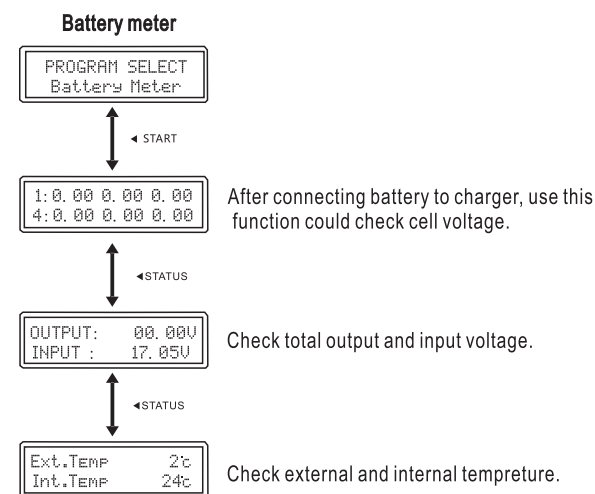 Battery meter
PROGRAM SELECT
Battery Meter
◄ START
1:0.00 0.00 0.00
4:0.00 0.00 0.00
After connecting battery to charger, use this
function could check cell voltage.
◄STATUS
OUTPUT: 00.00V
INPUT : 17.05V
Check total output and input voltage.
◄STATUS
Ext.Temp 2℃
Int.Temp 24℃
Check external and internal tempreture.